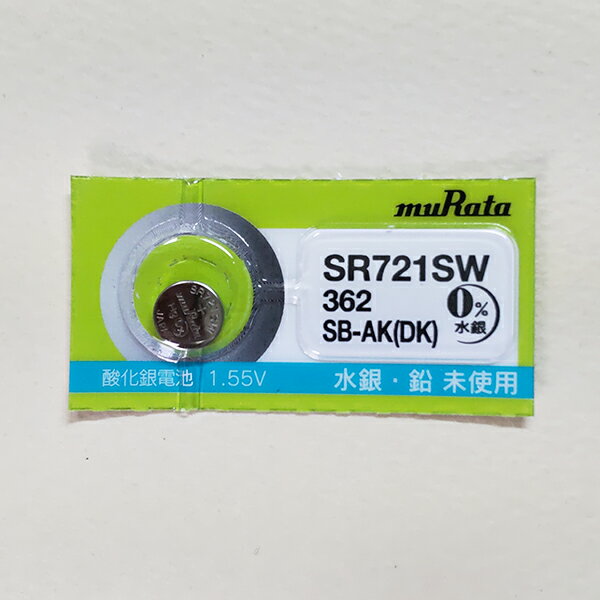 muRata
SR721SW
362
SB-AK(DK)
0%
水銀
SR721SW
酸化銀電池 1.55V
水銀・鉛 未使用